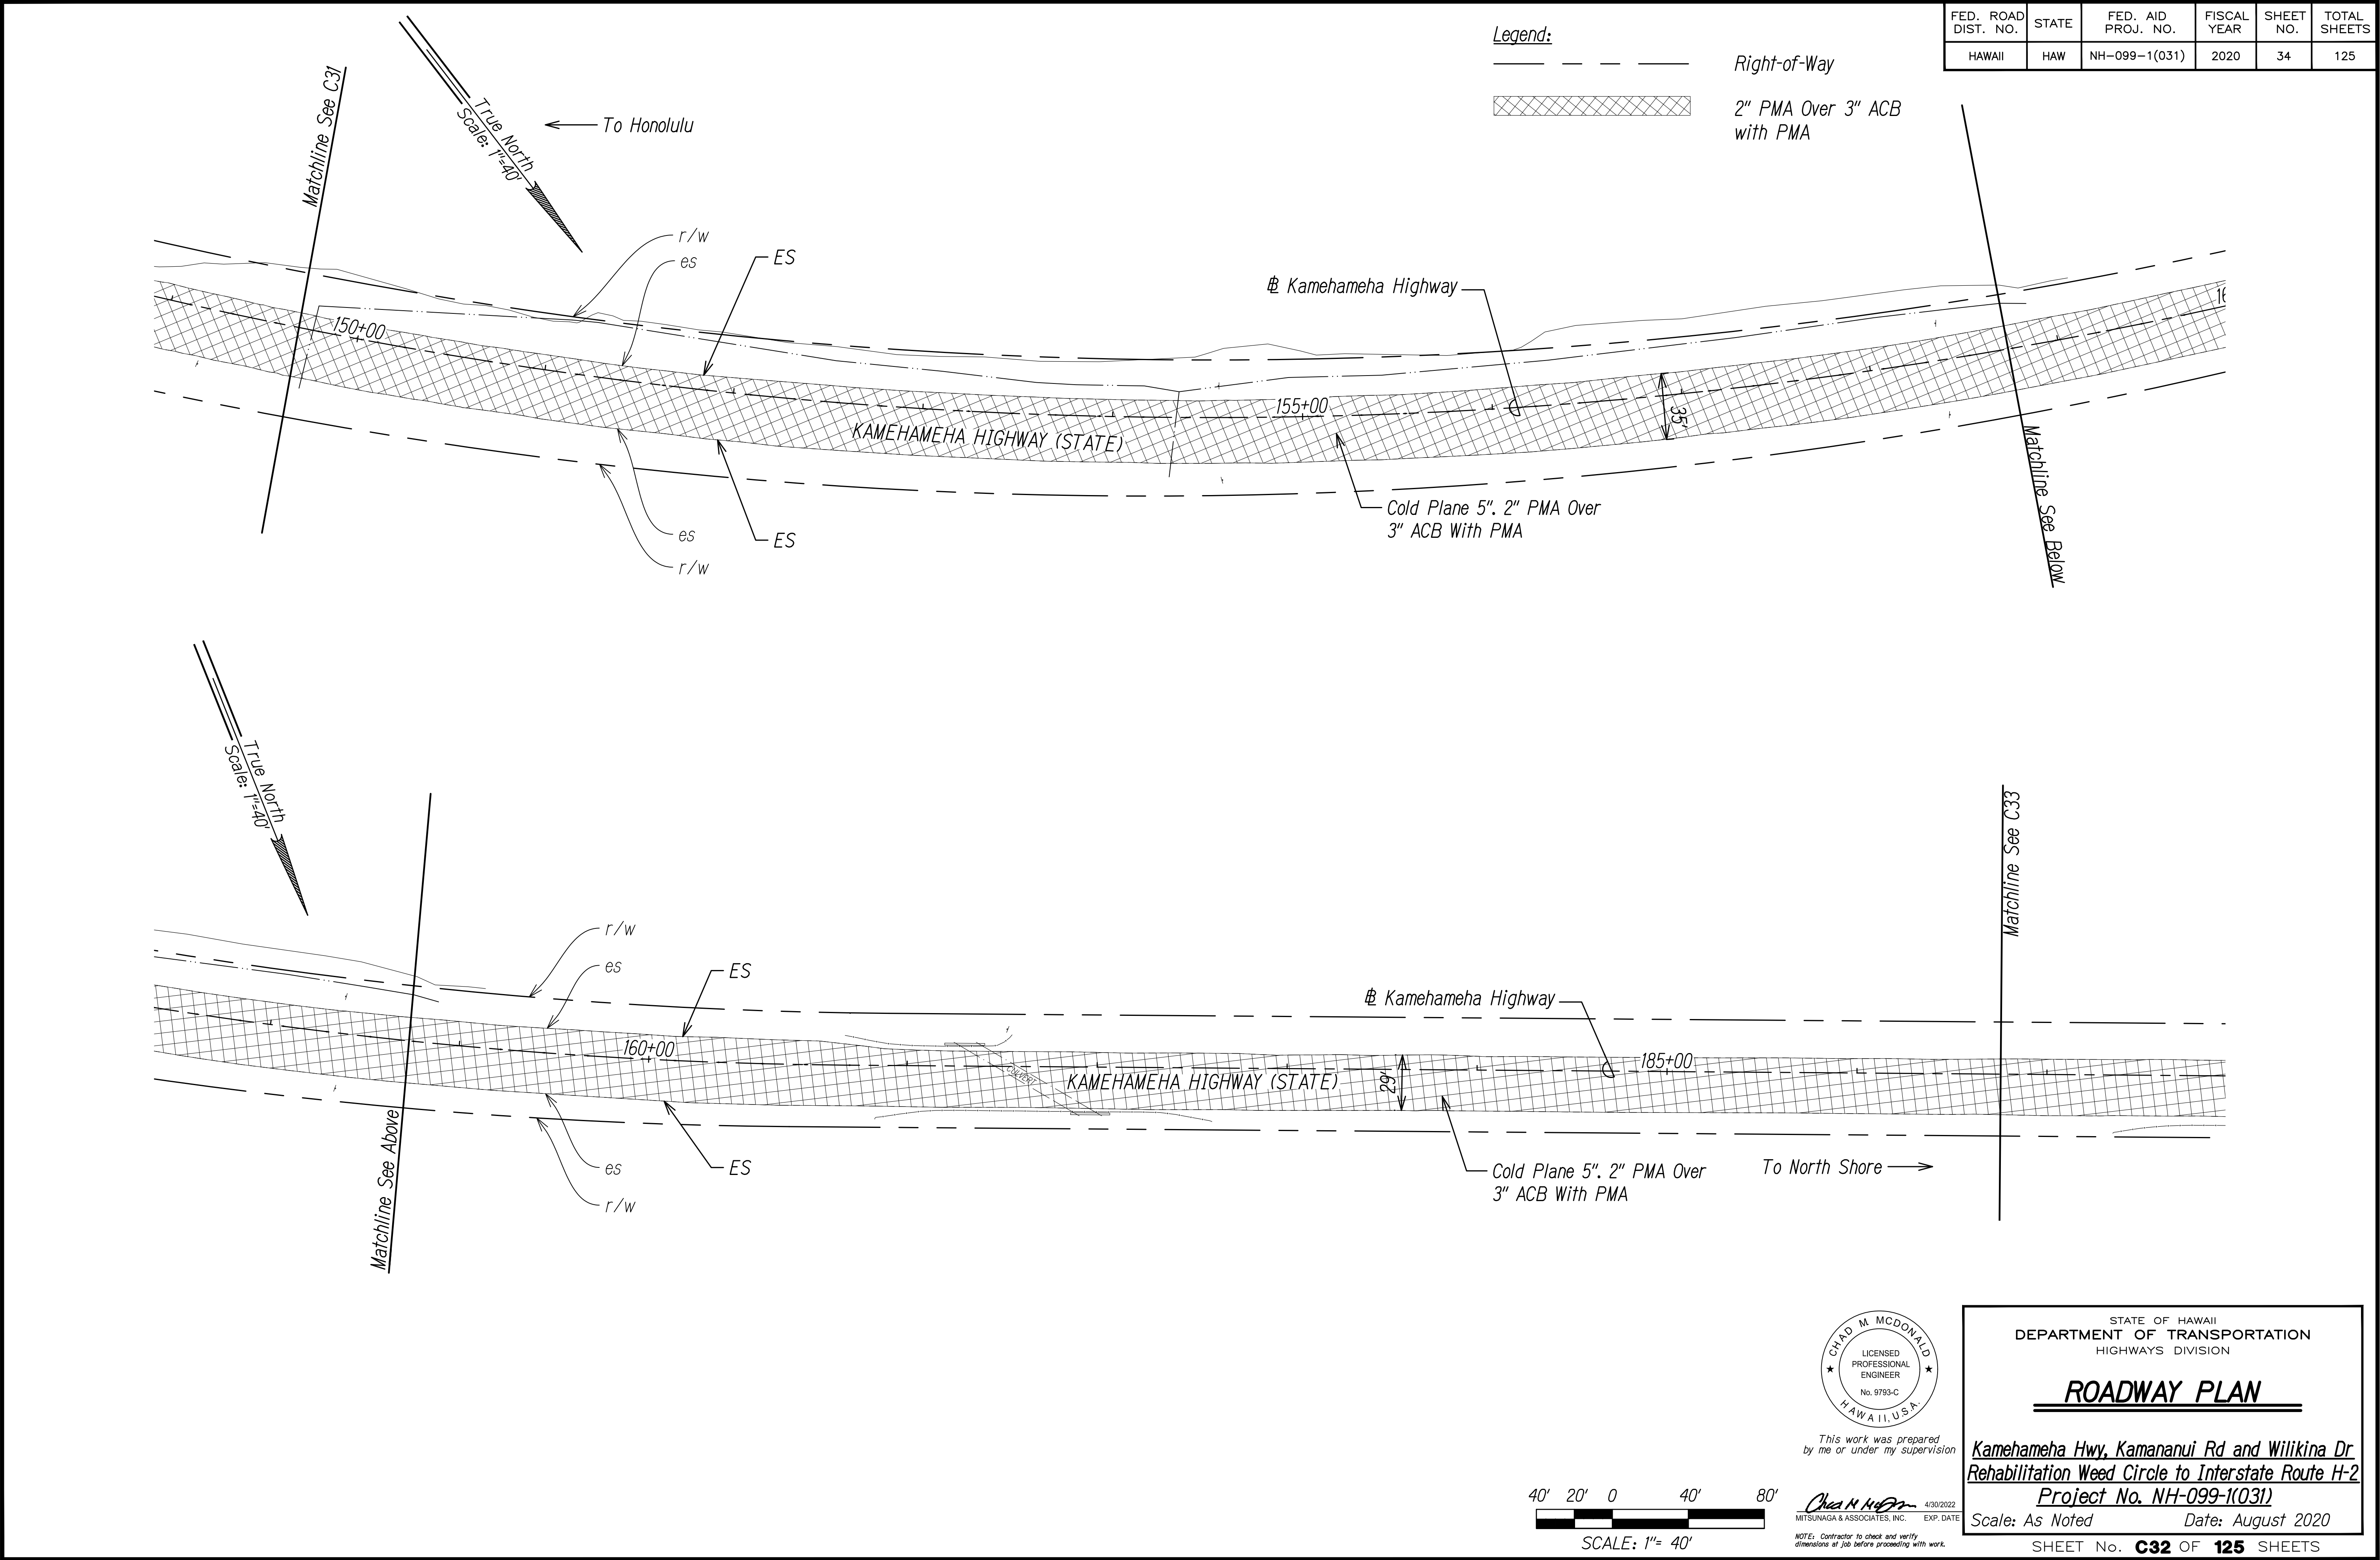 FED. ROAD DIST. NO.
STATE
FED. AID PROJ. NO.
FISCAL YEAR
SHEET NO.
TOTAL SHEETS
HAWAII
HAW
NH-099-1(031)
2020
34
125
Legend:
Right-of-Way
2" PMA Over 3" ACB
with PMA
Matchline See C31
True North
Scale: 1"=40'
To Honolulu
r/w
es
ES
℄ Kamehameha Highway
150+00
155+00
16
KAMEHAMEHA HIGHWAY (STATE)
35'
Cold Plane 5". 2" PMA Over
3" ACB With PMA
es
ES
r/w
Matchline See Below
True North
Scale: 1"=40'
Matchline See C33
r/w
es
ES
℄ Kamehameha Highway
160+00
185+00
CULVERT
KAMEHAMEHA HIGHWAY (STATE)
29'
Matchline See Above
es
ES
r/w
Cold Plane 5". 2" PMA Over
3" ACB With PMA
To North Shore
CHAD M. MCDONALD
LICENSED
PROFESSIONAL
ENGINEER
No. 9793-C
HAWAII, U.S.A.
This work was prepared
by me or under my supervision
4/30/2022
MITSUNAGA & ASSOCIATES, INC. EXP. DATE
NOTE: Contractor to check and verify
dimensions at job before proceeding with work.
40' 20' 0 40' 80'
SCALE: 1"= 40'
STATE OF HAWAII
DEPARTMENT OF TRANSPORTATION
HIGHWAYS DIVISION
ROADWAY PLAN
Kamehameha Hwy, Kamananui Rd and Wilikina Dr
Rehabilitation Weed Circle to Interstate Route H-2
Project No. NH-099-1(031)
Scale: As Noted Date: August 2020
SHEET No. C32 OF 125 SHEETS